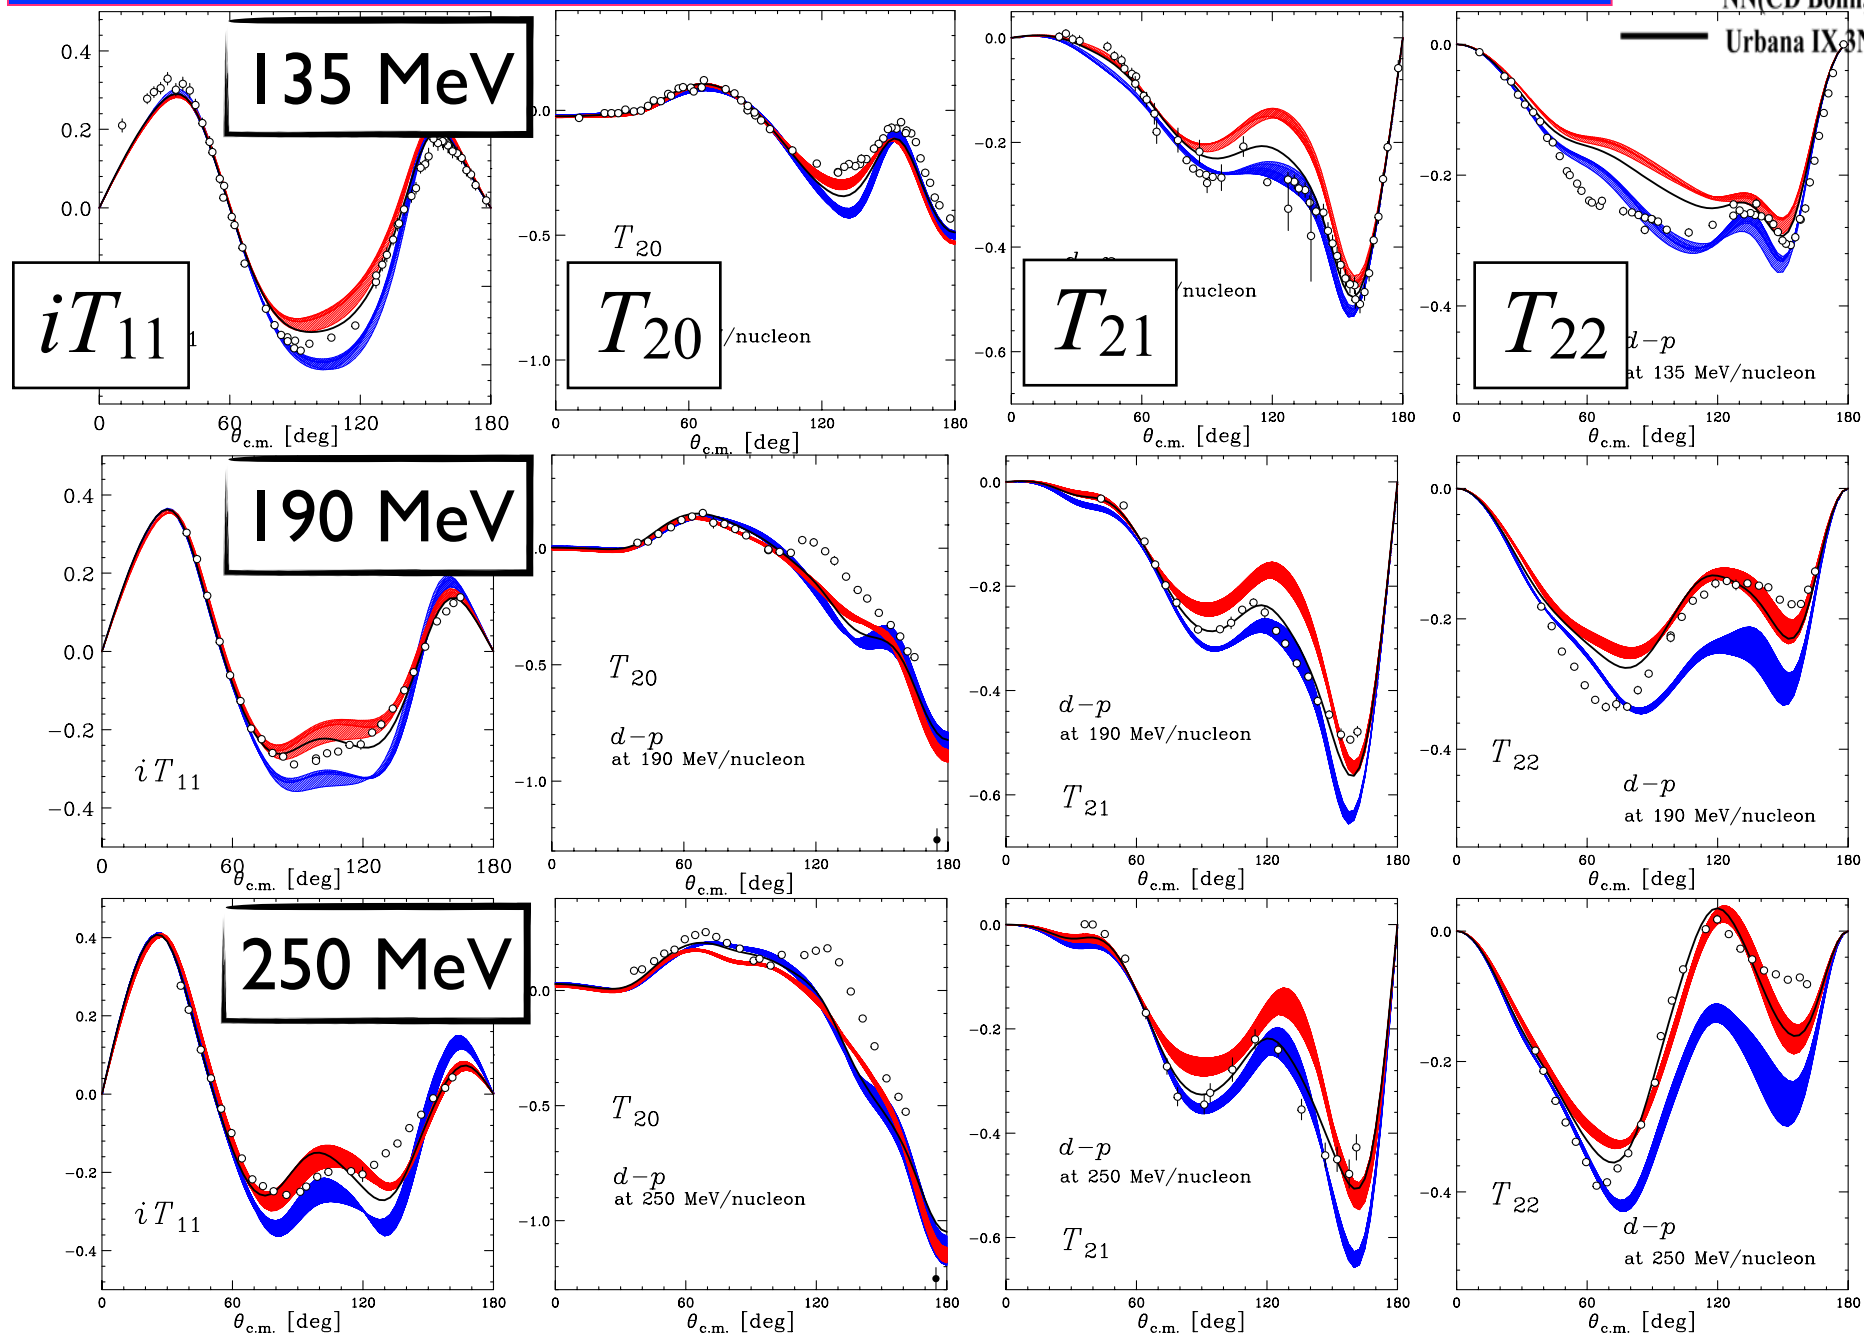 NN(CD Bonn
Urbana IX 3N
135 MeV
0.4
0.2
0.0
iT11
1
0 60 120 180
θc.m. [deg]
0.0
−0.5
−1.0
T20
T20
/nucleon
0 60 120 180
θc.m. [deg]
0.0
−0.2
−0.4
−0.6
d−p
T21
/nucleon
0 60 120 180
θc.m. [deg]
0.0
−0.2
−0.4
T22
d−p
at 135 MeV/nucleon
0 60 120 180
θc.m. [deg]
190 MeV
0.4
0.2
0.0
−0.2
−0.4
iT11
0 60 120 180
θc.m. [deg]
.0
−0.5
−1.0
T20
d−p
at 190 MeV/nucleon
0 60 120 180
θc.m. [deg]
0.0
−0.2
−0.4
−0.6
d−p
at 190 MeV/nucleon
T21
0 60 120 180
θc.m. [deg]
0.0
−0.2
−0.4
T22
d−p
at 190 MeV/nucleon
0 60 120 180
θc.m. [deg]
250 MeV
0.4
0.2
0.0
−0.2
−0.4
iT11
0 60 120 180
θc.m. [deg]
0.0
−0.5
−1.0
T20
d−p
at 250 MeV/nucleon
0 60 120 180
θc.m. [deg]
0.0
−0.2
−0.4
−0.6
d−p
at 250 MeV/nucleon
T21
0 60 120 180
θc.m. [deg]
0.0
−0.2
−0.4
T22
d−p
at 250 MeV/nucleon
0 60 120 180
θc.m. [deg]